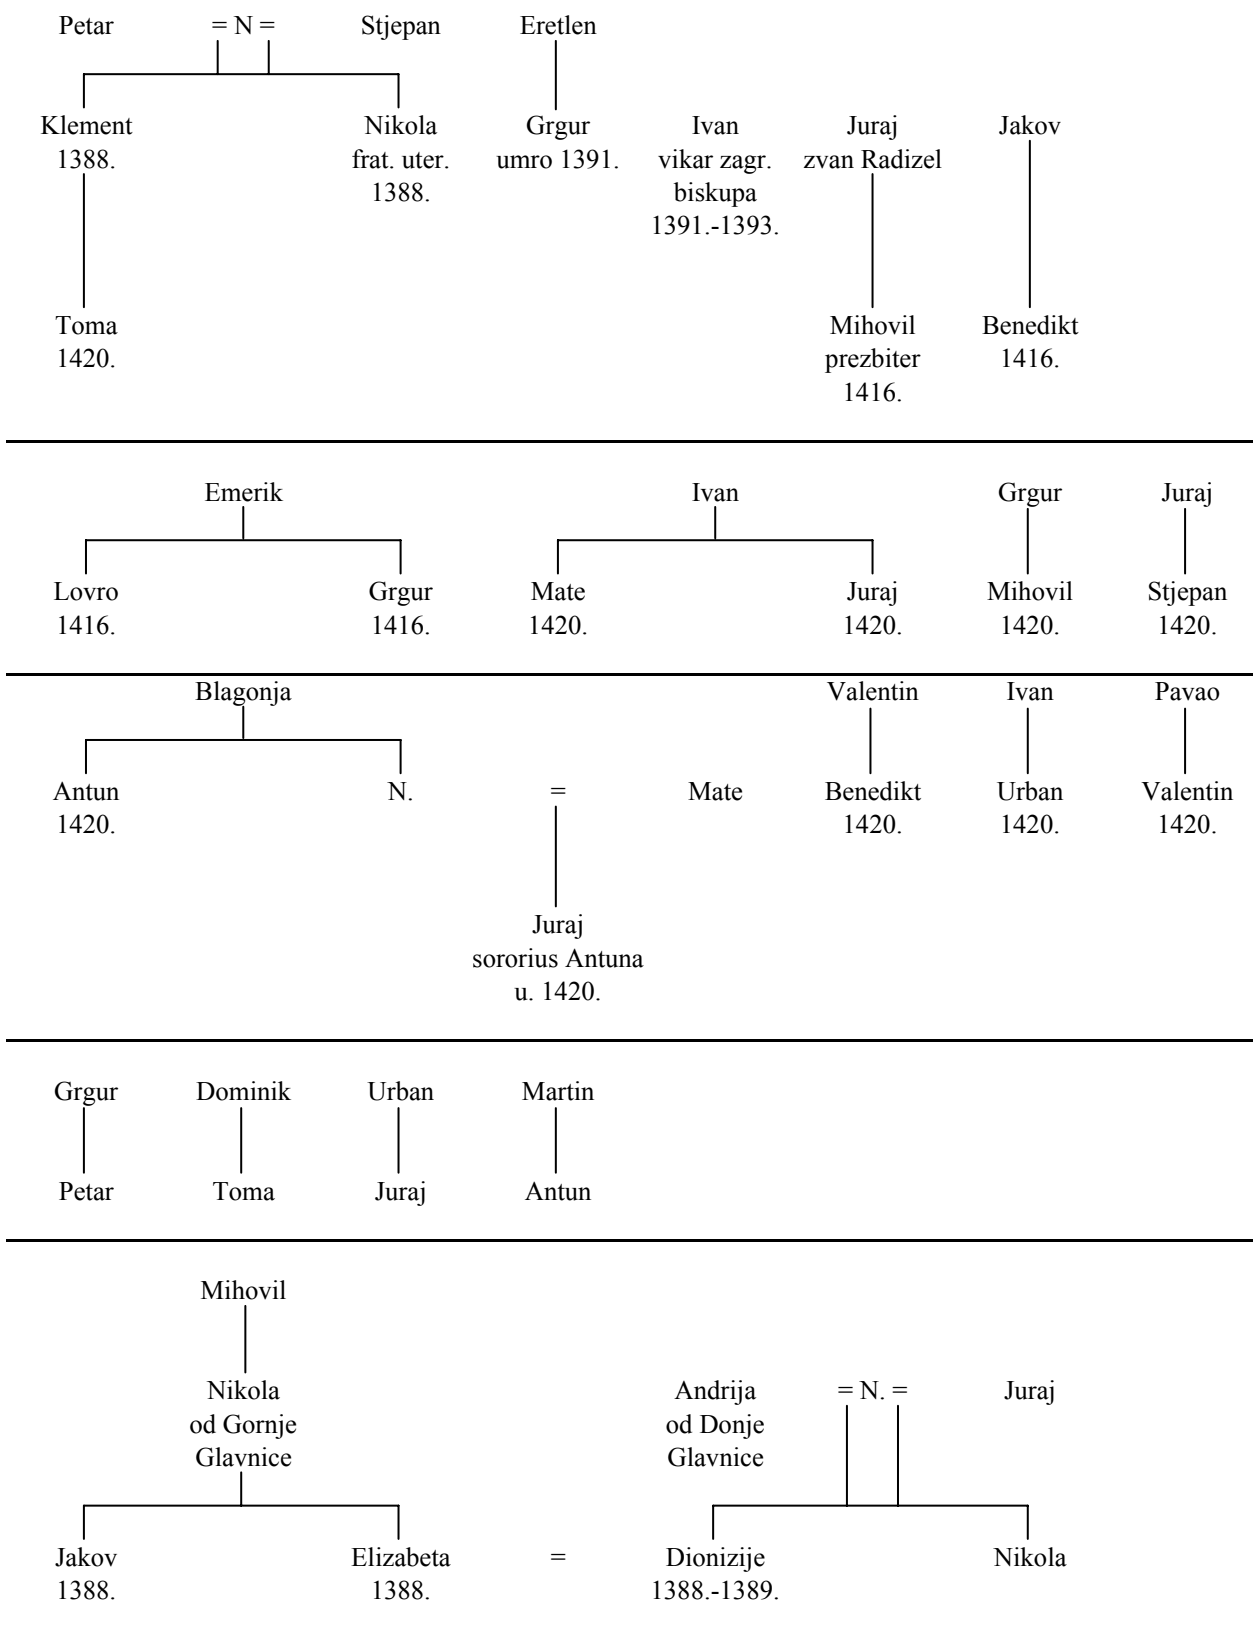 Petar = N = Stjepan Eretlen
Klement Nikola Grgur Ivan Juraj Jakov
1388. frat. uter. umro 1391. vikar zagr. zvan Radizel
1388. biskupa
1391.-1393.
Toma Mihovil Benedikt
1420. prezbiter 1416.
1416.
Emerik Ivan Grgur Juraj
Lovro Grgur Mate Juraj Mihovil Stjepan
1416. 1416. 1420. 1420. 1420. 1420.
Blagonja Valentin Ivan Pavao
Antun N. = Mate Benedikt Urban Valentin
1420. 1420. 1420. 1420.
Juraj
sororius Antuna
u. 1420.
Grgur Dominik Urban Martin
Petar Toma Juraj Antun
Mihovil
Nikola Andrija = N. = Juraj
od Gornje od Donje
Glavnice Glavnice
Jakov Elizabeta = Dionizije Nikola
1388. 1388. 1388.-1389.